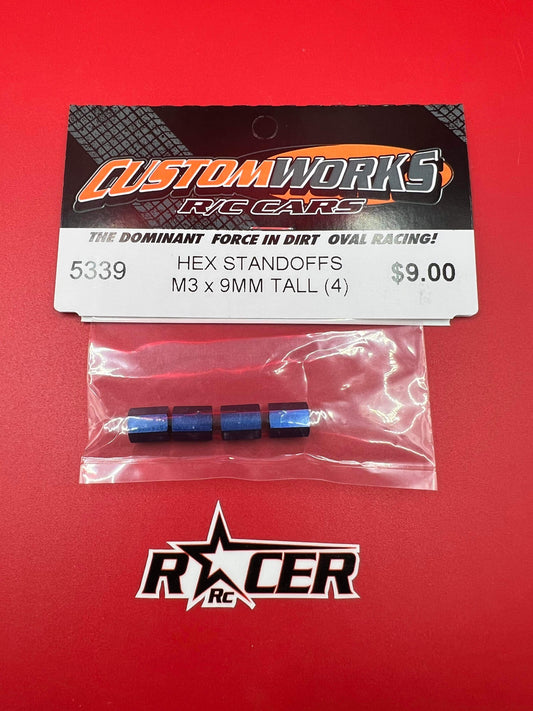 CUSTOMWORKS
R/C CARS
THE DOMINANT FORCE IN DIRT OVAL RACING!
5339 HEX STANDOFFS $9.00
M3 x 9MM TALL (4)
RACER
RC